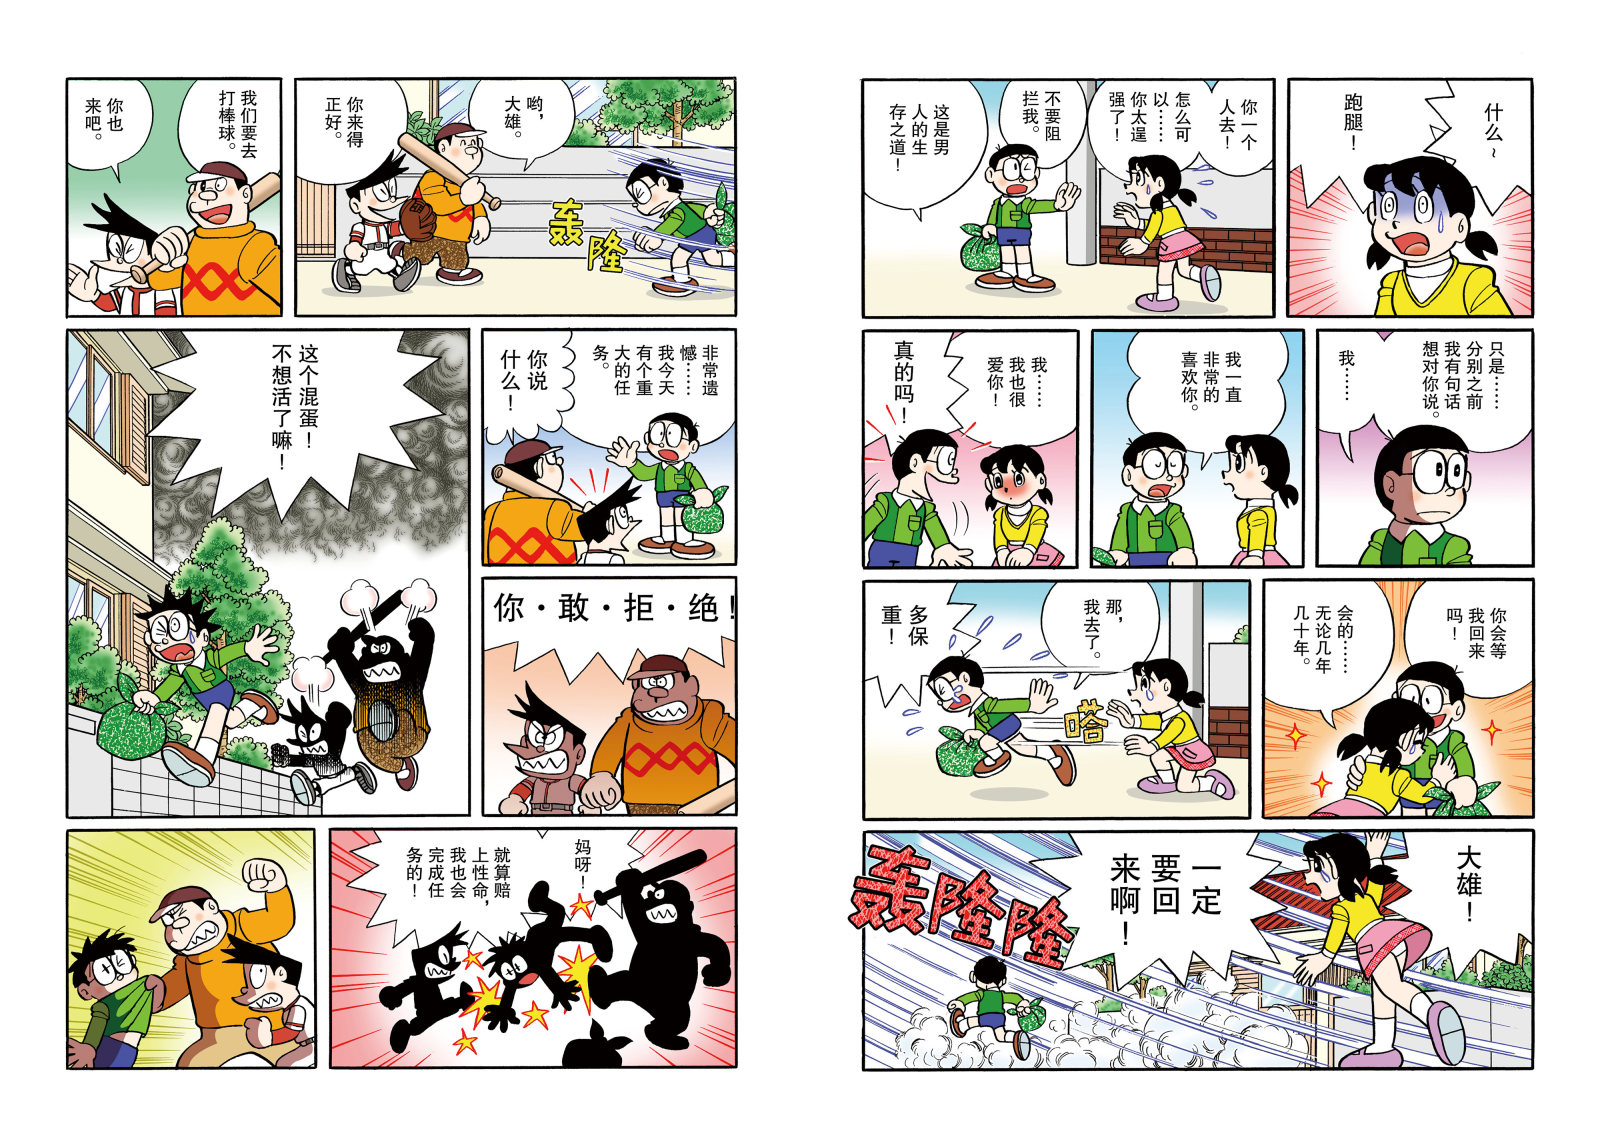 什么~
跑腿！
你一个
人去！
怎么可
以……
你太逞
强了！
不要阻
拦我。
这是男
人的生
存之道！
只是……
分别之前
我有句话
想对你说。
我……
我一直
非常的
喜欢你。
我……
我也很
爱你！
真的吗！
你会等
我回来
吗！
会的……
无论几年
几十年。
那，
我去了。
嗒
多保
重！
大雄！
一定
要回
来啊！
轰隆隆
哟，
大雄。
你来得
正好。
轰隆
我们要去
打棒球。
你也
来吧。
非常遗
憾……
我今天
有个重
大的任
务。
你说
什么！
你·敢·拒·绝！
这个混蛋！
不想活了嘛！
妈呀！
就算赔
上性命，
我也会
完成任
务的！